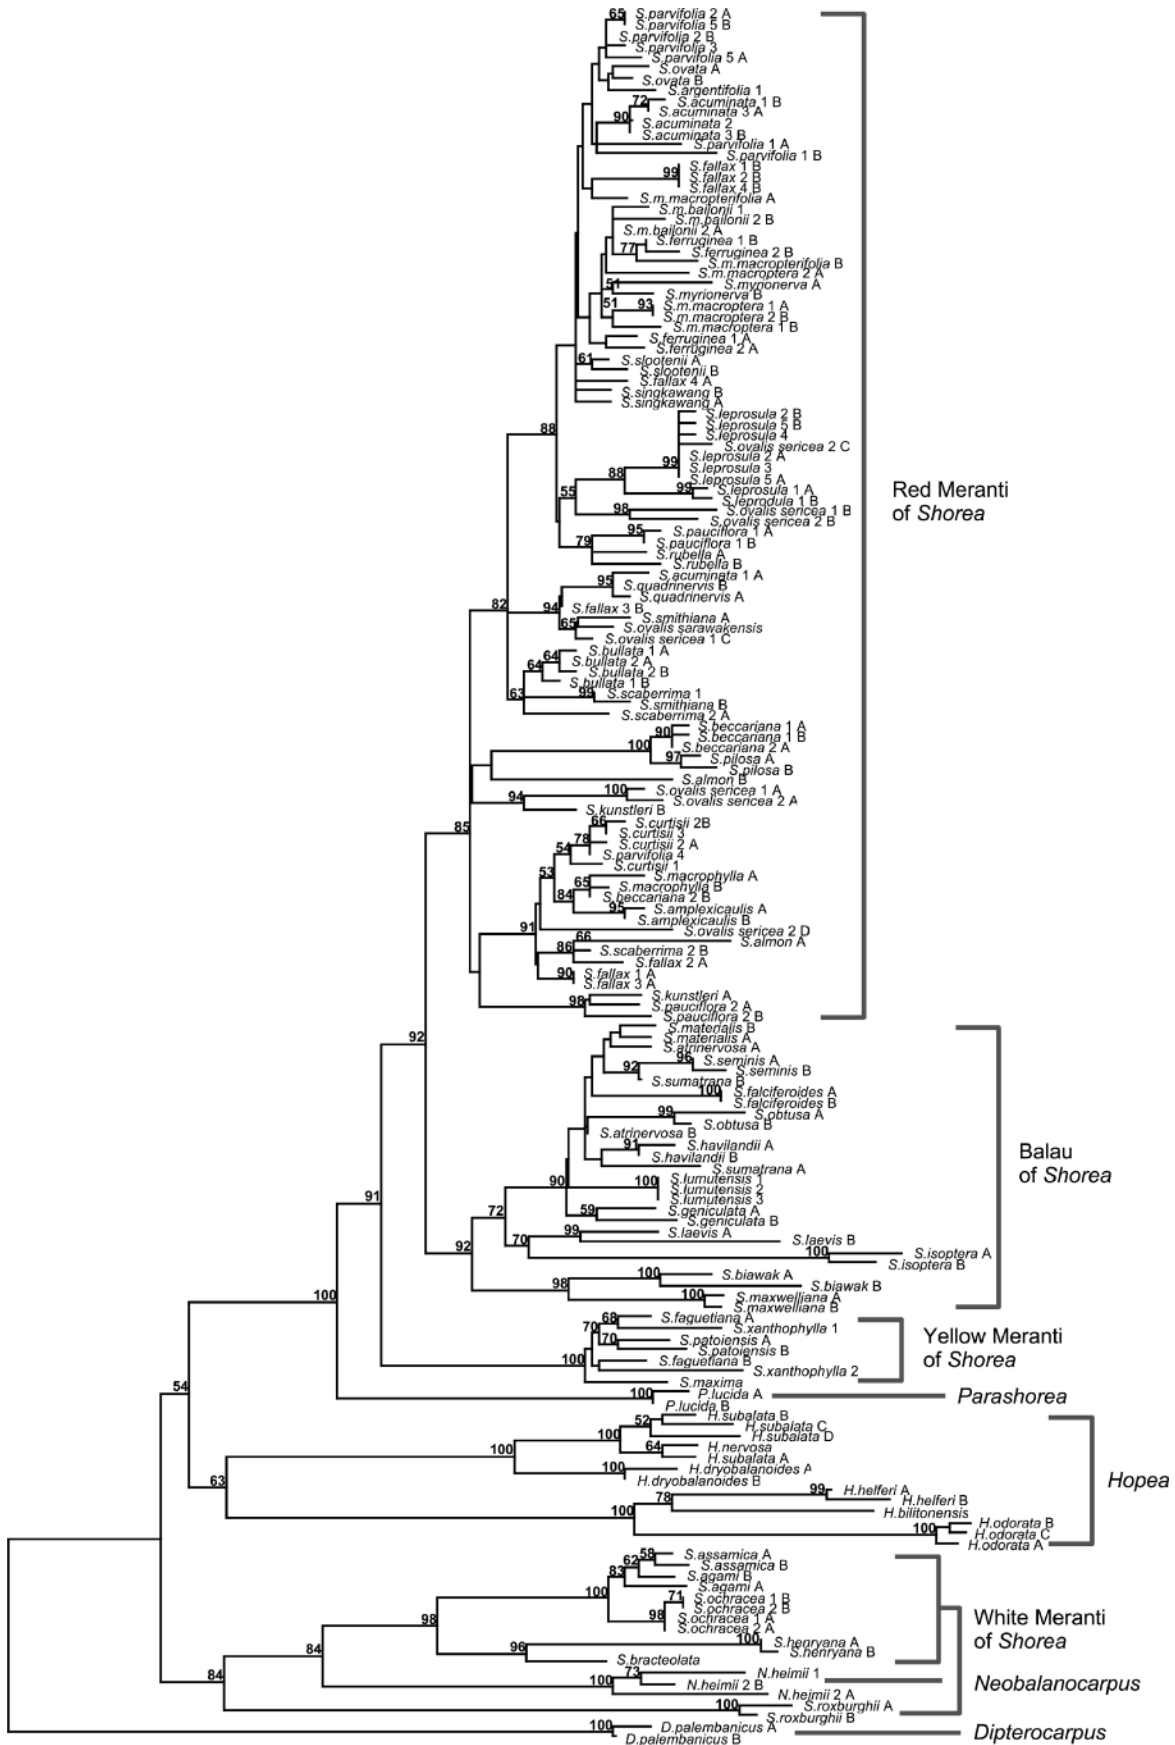 65 S.parvifolia 2 A
S.parvifolia 5 B
S.parvifolia 2 B
S.parvifolia 3
S.parvifolia 5 A
S.ovata A
S.ovata B
S.argentifolia 1
72 S.acuminata 1 B
S.acuminata 3 A
90 S.acuminata 2
S.acuminata 3 B
S.parvifolia 1 A
S.parvifolia 1 B
S.fallax 1 B
99 S.fallax 2 B
S.fallax 4 B
S.m.macropterifolia A
S.m.bailonii 1
S.m.bailonii 2 B
S.m.bailonii 2 A
S.ferruginea 1 B
77 S.ferruginea 2 B
S.m.macropterifolia B
S.m.macroptera 2 A
51 S.myrionerva A
S.myrionerva B
51 93 S.m.macroptera 1 A
S.m.macroptera 2 B
S.m.macroptera 1 B
S.ferruginea 1 A
S.ferruginea 2 A
61 S.slootenii A
S.slootenii B
S.fallax 4 A
S.singkawang B
S.singkawang A
S.leprosula 2 B
S.leprosula 5 B
88 S.leprosula 4
S.ovalis sericea 2 C
S.leprosula 2 A
99 S.leprosula 3
88 S.leprosula 5 A
99 S.leprosula 1 A
55 S.leprodula 1 B
Red Meranti
of Shorea
98 S.ovalis sericea 1 B
S.ovalis sericea 2 B
95 S.pauciflora 1 A
79 S.pauciflora 1 B
S.rubella A
S.rubella B
S.acuminata 1 A
95 S.quadrinervis B
S.quadrinervis A
82 94 S.fallax 3 B
S.smithiana A
65 S.ovalis sarawakensis
S.ovalis sericea 1 C
64 S.bullata 1 A
64 S.bullata 2 A
S.bullata 2 B
S.bullata 1 B
63 99 S.scaberrima 1
S.smithiana B
S.scaberrima 2 A
S.beccariana 1 A
90 S.beccariana 1 B
100 S.beccariana 2 A
97 S.pilosa A
S.pilosa B
S.almon B
100 S.ovalis sericea 1 A
94 S.ovalis sericea 2 A
S.kunstleri B
85 66 S.curtisii 2B
S.curtisii 3
78 S.curtisii 2 A
54 S.parvifolia 4
S.curtisii 1
53 S.macrophylla A
65 S.macrophylla B
84 S.beccariana 2 B
95 S.amplexicaulis A
S.amplexicaulis B
91 S.ovalis sericea 2 D
66 S.almon A
86 S.scaberrima 2 B
S.fallax 2 A
90 S.fallax 1 A
S.fallax 3 A
S.kunstleri A
98 S.pauciflora 2 A
S.pauciflora 2 B
S.materialis B
92 S.materialis A
S.atrinervosa A
96 S.seminis A
92 S.seminis B
S.sumatrana B
100 S.falciferoides A
S.falciferoides B
99 S.obtusa A
S.obtusa B
S.atrinervosa B
91 S.havilandii A
S.havilandii B
Balau
of Shorea
S.sumatrana A
90 S.lumutensis 1
100 S.lumutensis 2
S.lumutensis 3
91 S.geniculata A
72 59 S.geniculata B
99 S.laevis A
92 70 S.laevis B
100 S.isoptera A
S.isoptera B
100 S.biawak A
98 S.biawak B
100 S.maxwelliana A
100 S.maxwelliana B
68 S.faguetiana A
70 S.xanthophylla 1
70 S.patoiensis A
S.patoiensis B
Yellow Meranti
of Shorea
100 S.faguetiana B
S.xanthophylla 2
S.maxima
54 100 P.lucida A
Parashorea
P.lucida B
H.subalata B
52 H.subalata C
100 H.subalata D
100 64 H.nervosa
H.subalata A
100 H.dryobalanoides A
H.dryobalanoides B
63 Hopea
99 H.helferi A
78 H.helferi B
100 H.bilitonensis
100 H.odorata B
H.odorata C
H.odorata A
58 S.assamica A
62 S.assamica B
83 S.agami B
S.agami A
100 71 S.ochracea 1 B
S.ochracea 2 B
98 98 S.ochracea 1 A
S.ochracea 2 A
White Meranti
of Shorea
100 S.henryana A
84 96 S.henryana B
S.bracteolata
84 73 N.heimii 1
100 N.heimii 2 B
Neobalanocarpus
N.heimii 2 A
100 S.roxburghii A
S.roxburghii B
100 D.palembanicus A
D.palembanicus B
Dipterocarpus